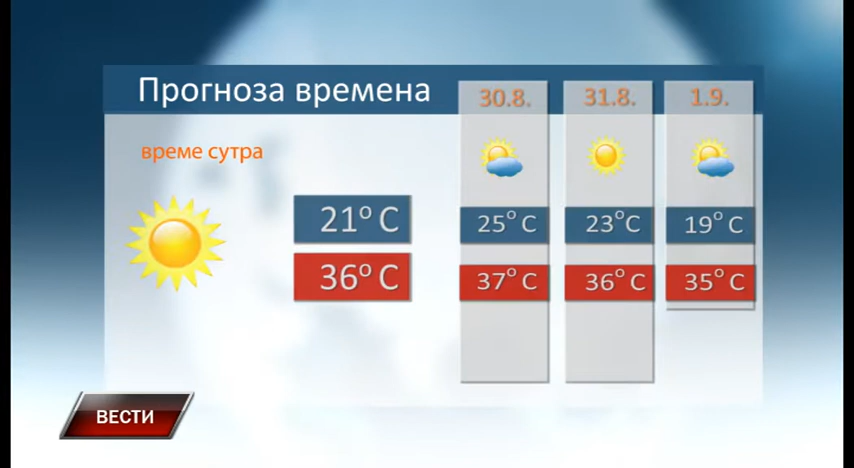 Прогноза времена
време сутра
21° C
36° C
30.8.
25° C
37° C
31.8.
23°C
36° C
1.9.
19° C
35° C
ВЕСТИ